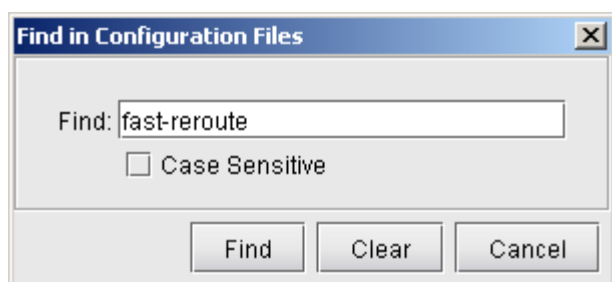 Find in Configuration Files
Find: fast-reroute
Case Sensitive
Find Clear Cancel